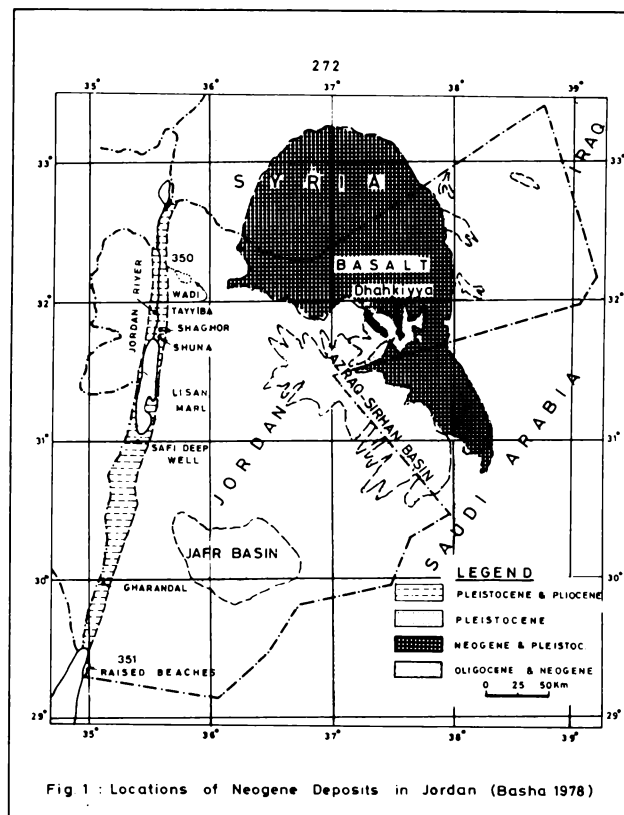 272
35° 36° 37° 38° 39°
33° 33°
SYRIA
IRAQ
350
BASALT
Dhahkiyya
JORDAN RIVER
WADI
TAYYIBA
32° 32°
SHAGHOR
SHUNA
AZRAQ-SIRHAN BASIN
LISAN
MARL
31° 31°
SAFI DEEP
WELL
JORDAN
SAUDI ARABIA
JAFR BASIN
LEGEND
30° 30°
GHARANDAL
PLEISTOCENE & PLIOCENE
PLEISTOCENE
NEOGENE & PLEISTOC.
OLIGOCENE & NEOGENE
351
RAISED BEACHES
0 25 50Km
29° 29°
35° 36° 37° 38° 39°
Fig. 1 : Locations of Neogene Deposits in Jordan (Basha 1978)